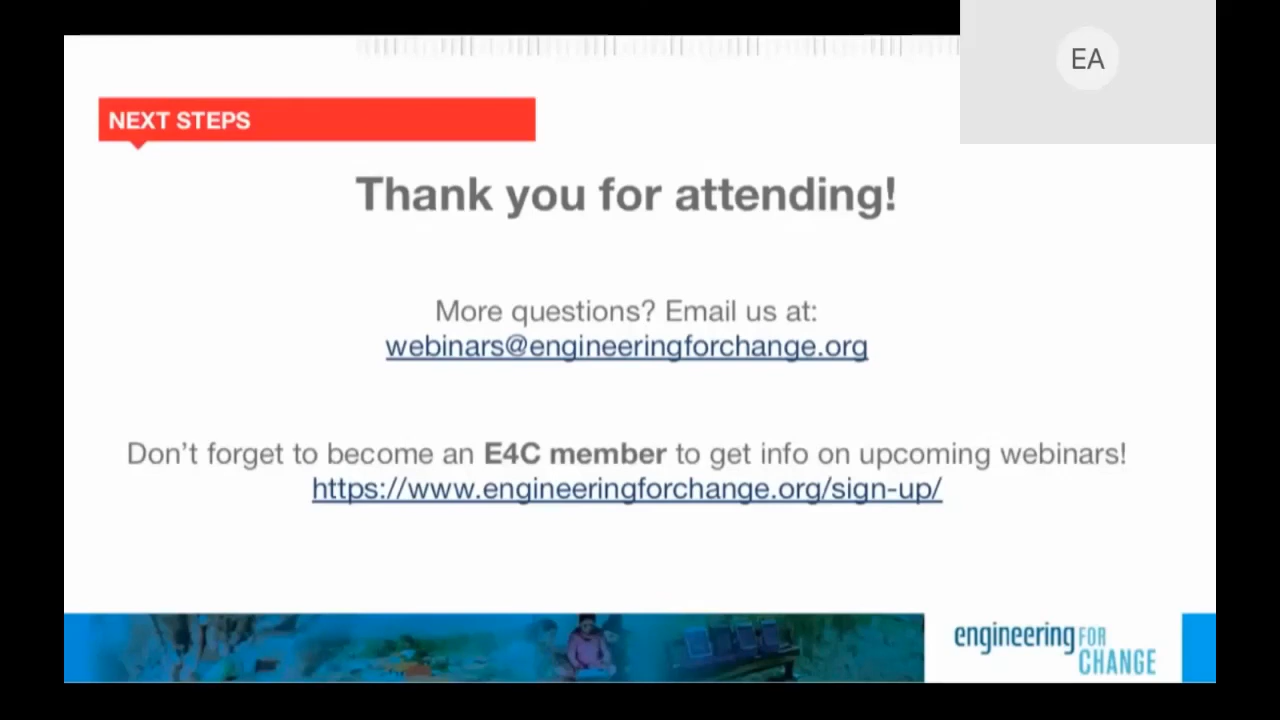 EA
NEXT STEPS
Thank you for attending!
More questions? Email us at:
webinars@engineeringforchange.org
Don’t forget to become an E4C member to get info on upcoming webinars!
https://www.engineeringforchange.org/sign-up/
engineering FOR
CHANGE